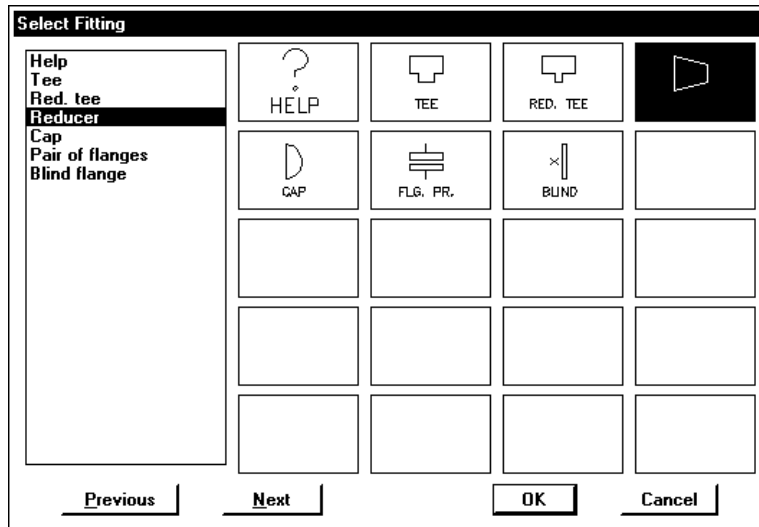 Select Fitting
Help
Tee
Red. tee
Reducer
Cap
Pair of flanges
Blind flange
HELP
TEE
RED. TEE
CAP
FLG. PR.
BLIND
Previous
Next
OK
Cancel